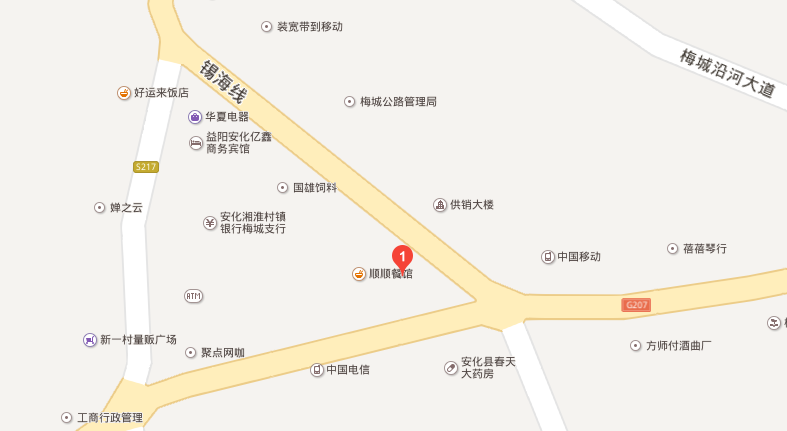 装宽带到移动
梅城沿河大道
锡海线
好运来饭店
梅城公路管理局
华夏电器
益阳安化亿鑫
商务宾馆
S217
国雄饲料
婵之云
供销大楼
安化湘淮村镇
银行梅城支行
蓓蓓琴行
中国移动
1
顺顺餐馆
ATM
G207
新一村量贩广场
聚点网咖
方师付酒曲厂
中国电信
安化县春天
大药房
工商行政管理